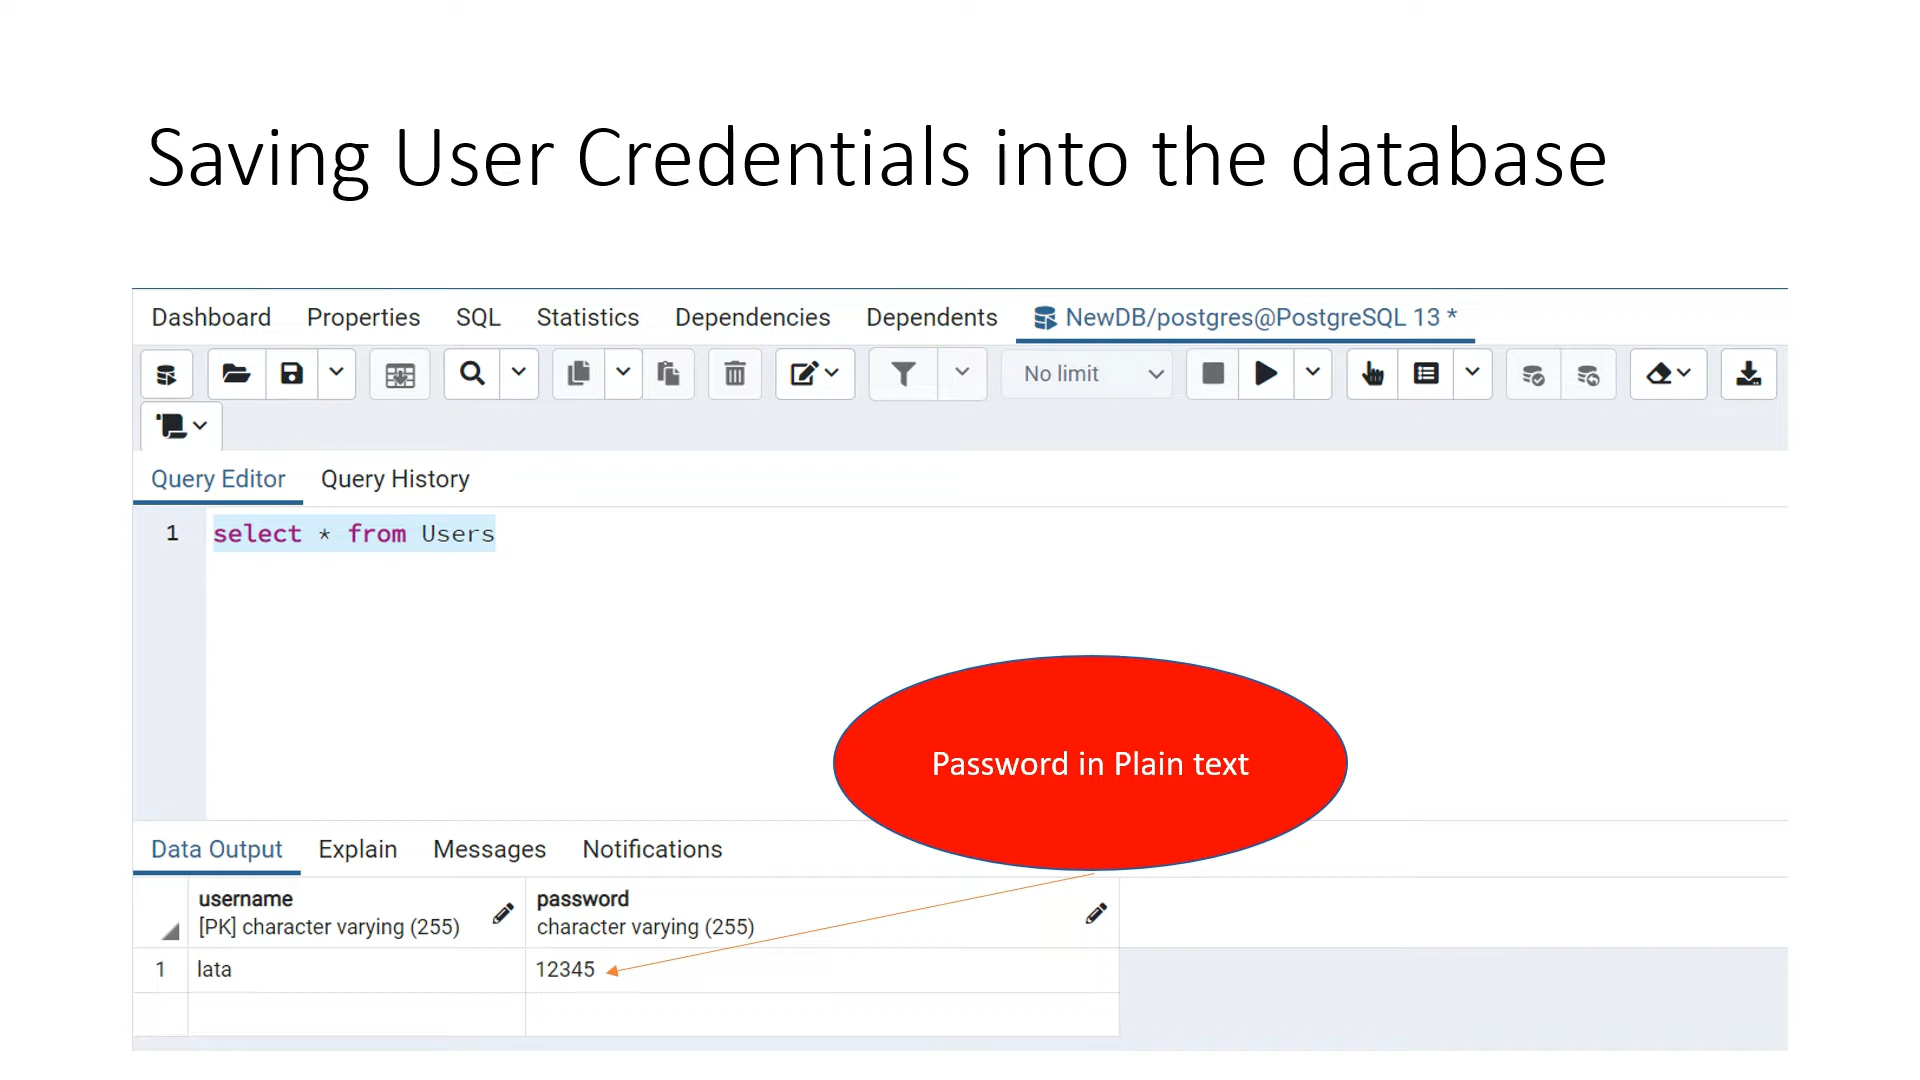 Saving User Credentials into the database
Dashboard Properties SQL Statistics Dependencies Dependents NewDB/postgres@PostgreSQL 13 *
No limit
Query Editor Query History
1 select * from Users
Password in Plain text
Data Output Explain Messages Notifications
username password
[PK] character varying (255) character varying (255)
1 lata 12345